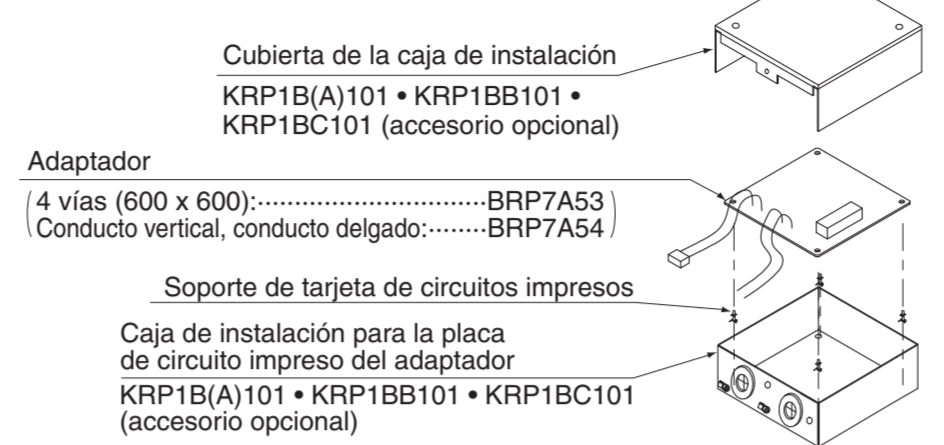 Cubierta de la caja de instalación
KRP1B(A)101 • KRP1BB101 •
KRP1BC101 (accesorio opcional)
Adaptador
(4 vías (600 x 600):······························BRP7A53
Conducto vertical, conducto delgado:········BRP7A54)
Soporte de tarjeta de circuitos impresos
Caja de instalación para la placa
de circuito impreso del adaptador
KRP1B(A)101 • KRP1BB101 • KRP1BC101
(accesorio opcional)